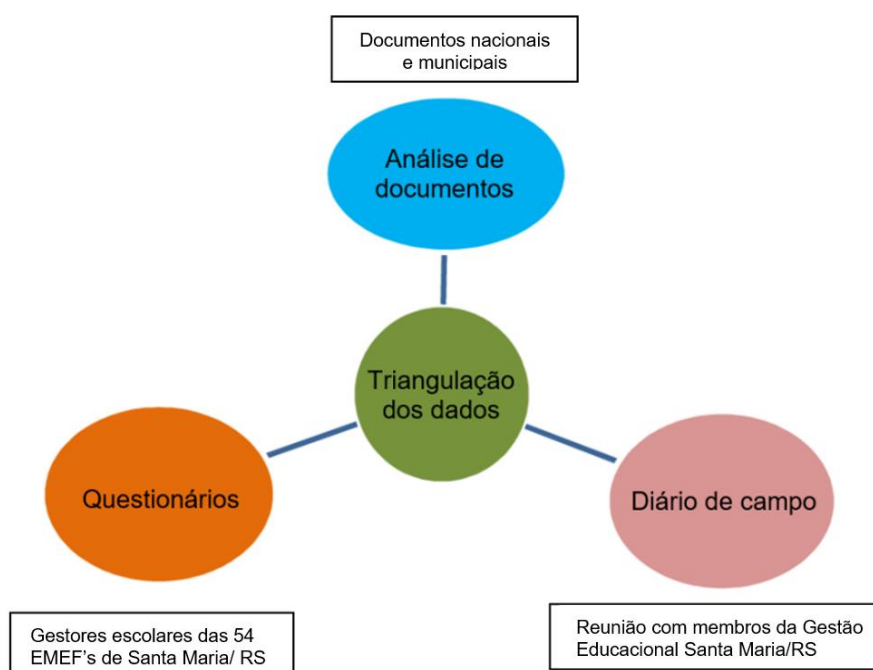 Documentos nacionais
e municipais
Análise de
documentos
Triangulação
dos dados
Questionários
Diário de campo
Gestores escolares das 54
EMEF's de Santa Maria/ RS
Reunião com membros da Gestão
Educacional Santa Maria/RS